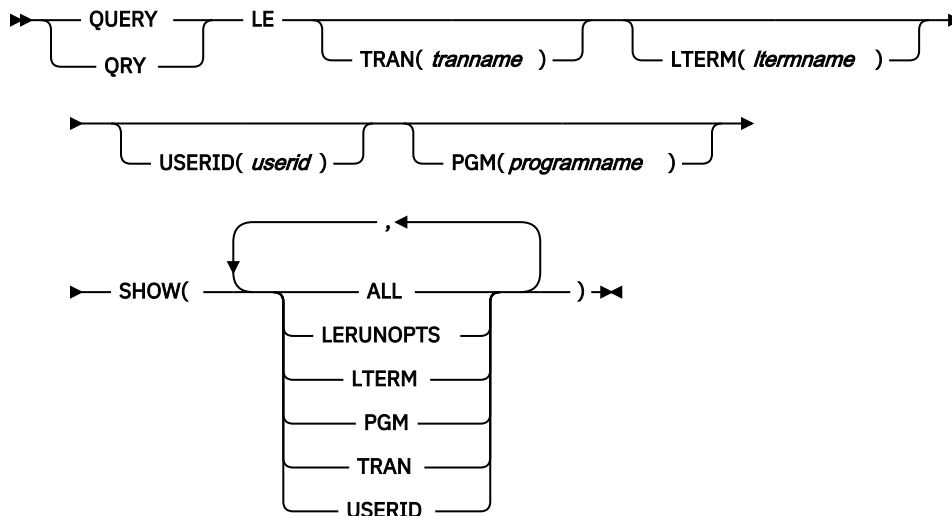 QUERY LE
QRY TRAN( tranname ) LTERM( ltermname )
USERID( userid ) PGM( programname )
,
SHOW( ALL )
LERUNOPTS
LTERM
PGM
TRAN
USERID